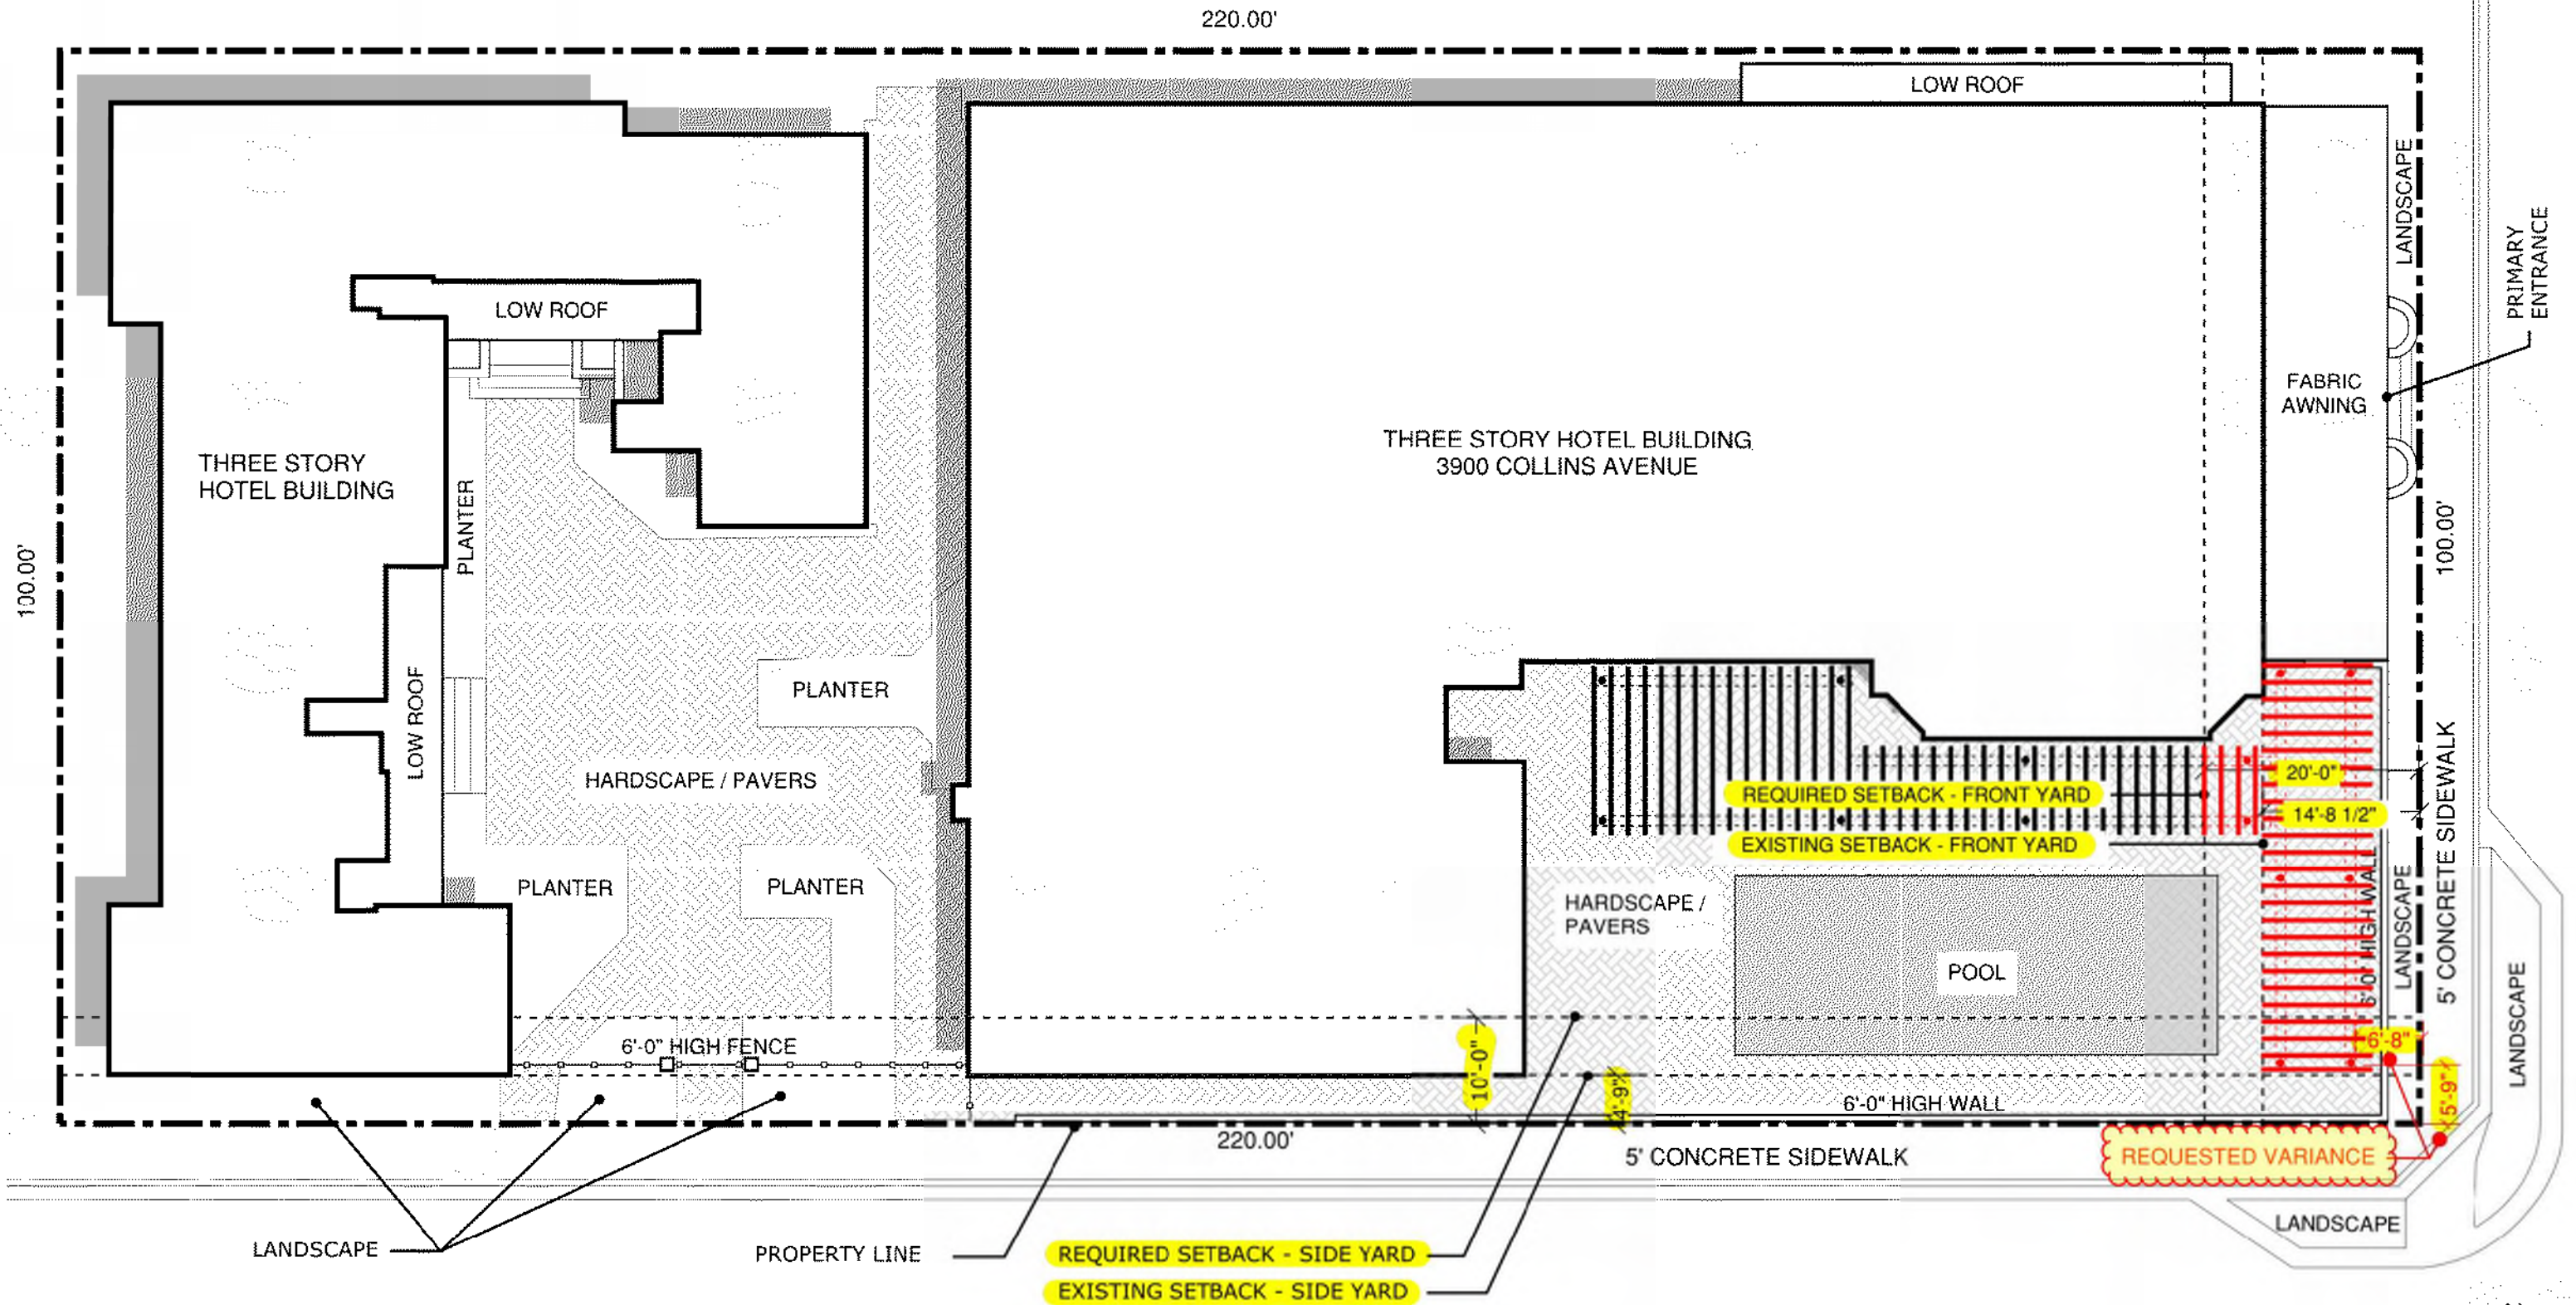 220.00'
LOW ROOF
LANDSCAPE
PRIMARY
ENTRANCE
LOW ROOF
FABRIC
AWNING
THREE STORY
HOTEL BUILDING
PLANTER
THREE STORY HOTEL BUILDING
3900 COLLINS AVENUE
100.00'
100.00'
PLANTER
LOW ROOF
HARDSCAPE / PAVERS
REQUIRED SETBACK - FRONT YARD
20'-0"
14'-8 1/2"
EXISTING SETBACK - FRONT YARD
5' CONCRETE SIDEWALK
PLANTER
PLANTER
HARDSCAPE /
PAVERS
POOL
6'-0" HIGH WALL
LANDSCAPE
LANDSCAPE
6'-0" HIGH FENCE
10'-0"
4'-9"
6'-8"
5'-9"
6'-0" HIGH WALL
220.00'
5' CONCRETE SIDEWALK
REQUESTED VARIANCE
LANDSCAPE
LANDSCAPE
PROPERTY LINE
REQUIRED SETBACK - SIDE YARD
EXISTING SETBACK - SIDE YARD